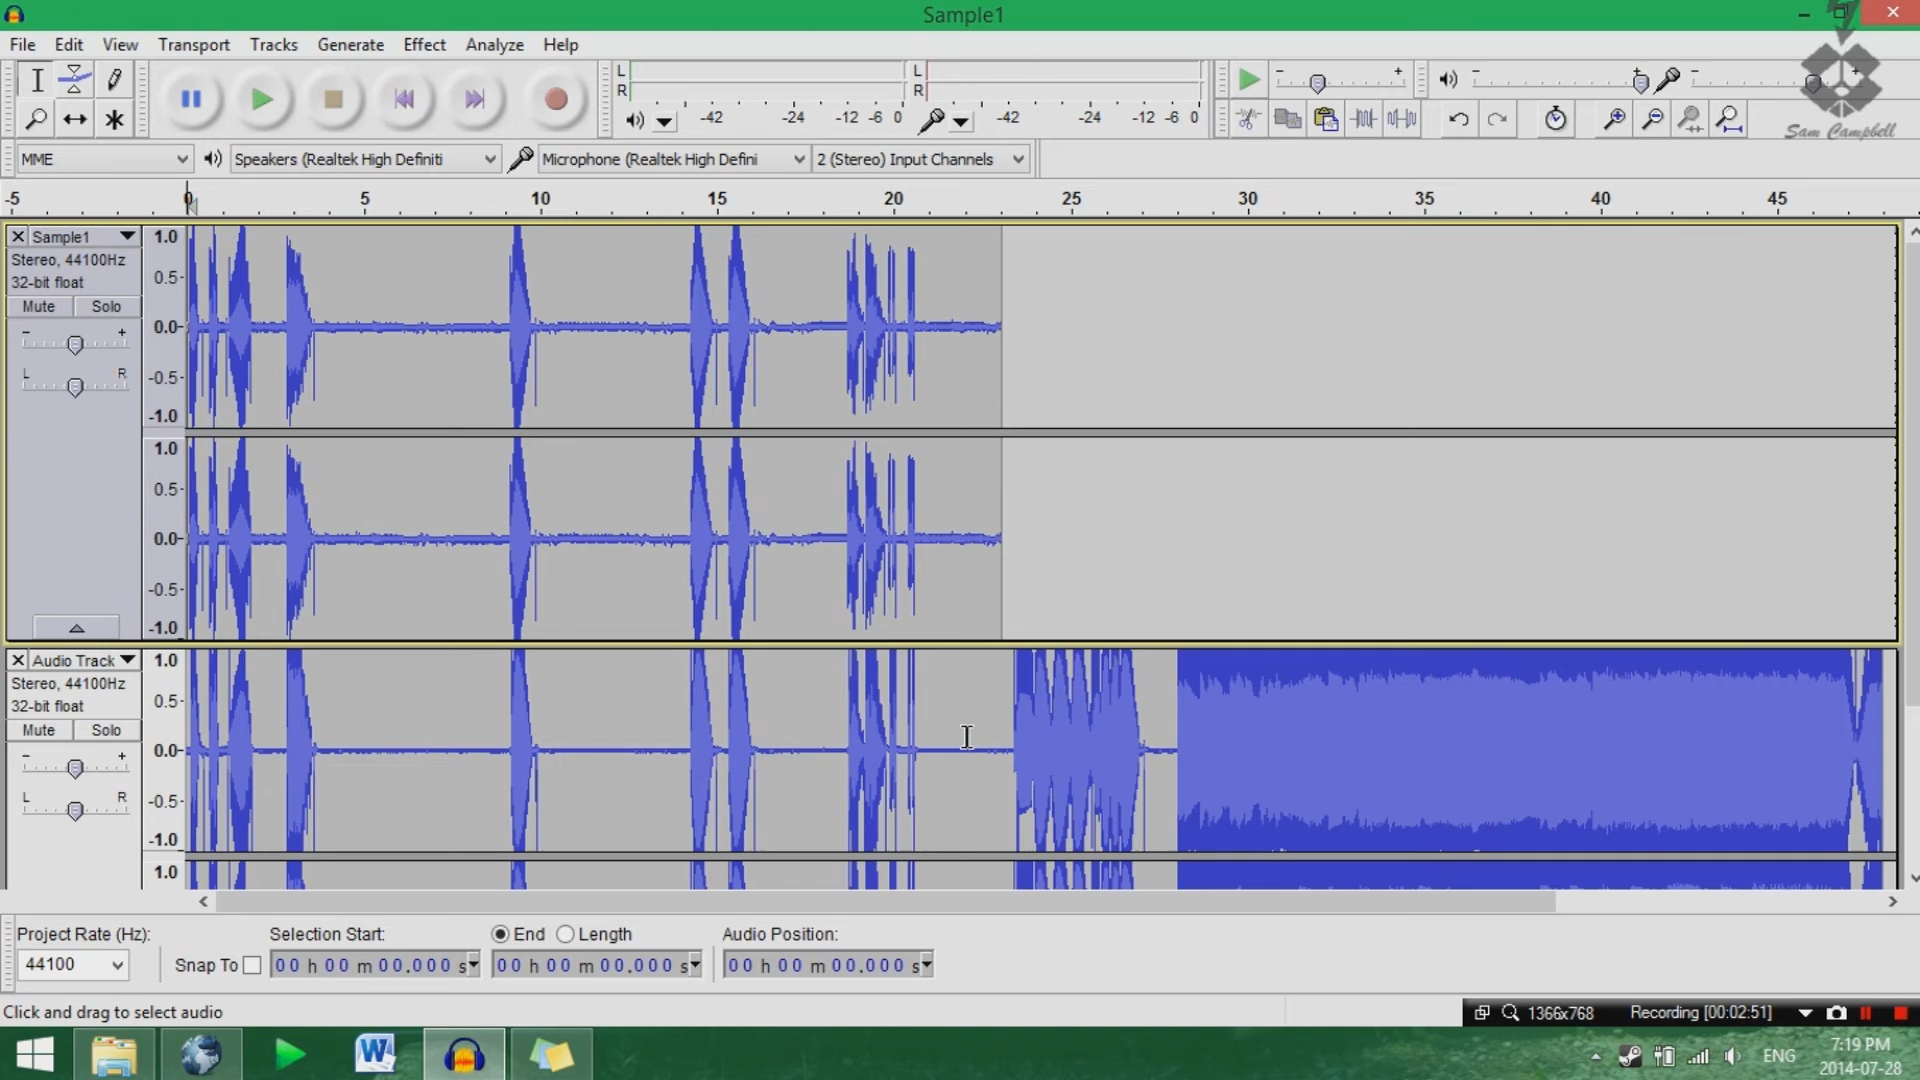 Sample1
File Edit View Transport Tracks Generate Effect Analyze Help
L
R
-42 -24 -12 -6 0
L
R
-42 -24 -12 -6 0
- +
- +
- +
Sam Campbell
MME Speakers (Realtek High Definiti Microphone (Realtek High Defini 2 (Stereo) Input Channels
-5 0 5 10 15 20 25 30 35 40 45
Sample1
Stereo, 44100Hz
32-bit float
Mute Solo
- +
L R
1.0
0.5
0.0
-0.5
-1.0
1.0
0.5
0.0
-0.5
-1.0
Audio Track
Stereo, 44100Hz
32-bit float
Mute Solo
- +
L R
1.0
0.5
0.0
-0.5
-1.0
1.0
Project Rate (Hz): Selection Start: End Length Audio Position:
44100 Snap To 00 h 00 m 00.000 s 00 h 00 m 00.000 s 00 h 00 m 00.000 s
Click and drag to select audio
1366x768 Recording [00:02:51]
ENG
7:19 PM
2014-07-28